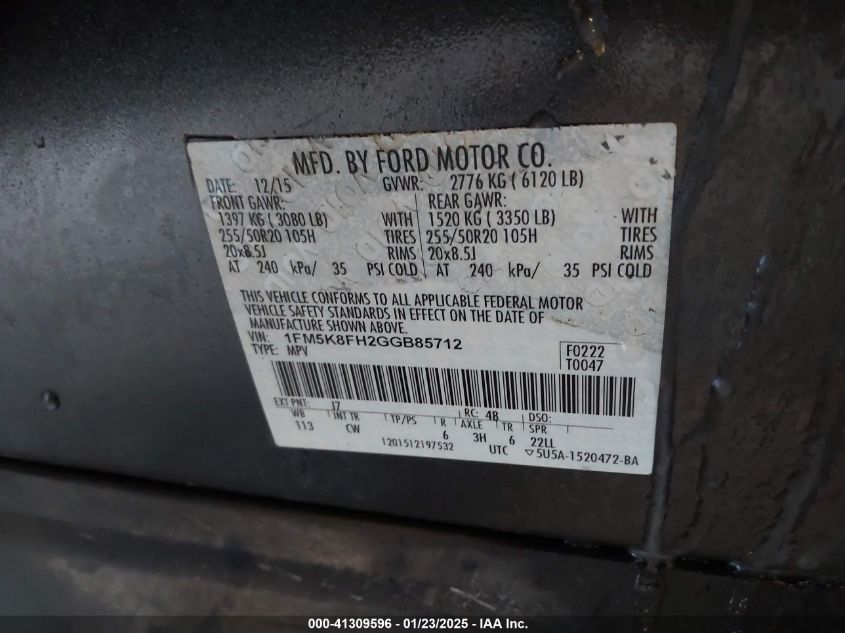 MFD. BY FORD MOTOR CO.
DATE: 12/15 GVWR: 2776 KG ( 6120 LB)
FRONT GAWR: REAR GAWR:
1397 KG ( 3080 LB) WITH 1520 KG ( 3350 LB) WITH
255/50R20 105H TIRES 255/50R20 105H TIRES
20x8.5J RIMS 20x8.5J RIMS
AT 240 kPa/ 35 PSI COLD AT 240 kPa/ 35 PSI COLD
THIS VEHICLE CONFORMS TO ALL APPLICABLE FEDERAL MOTOR
VEHICLE SAFETY STANDARDS IN EFFECT ON THE DATE OF
MANUFACTURE SHOWN ABOVE.
VIN: 1FM5K8FH2GGB85712
TYPE: MPV
F0222
T0047
EXT PNT: J7 RC: 4B DSO:
WB INT TR TP/PS R AXLE TR SPR
113 CW 6 3H 6 22LL
1201512197532 UTC ▽5U5A-1520472-BA
000-41309596 - 01/23/2025 - IAA Inc.